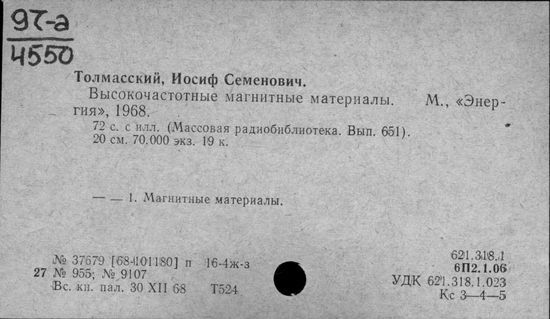 97-а
4550
Толмасский, Иосиф Семенович.
Высокочастотные магнитные материалы. М., «Энер-
гия», 1968.
72 с. с илл. (Массовая радиобиблиотека. Вып. 651).
20 см. 70.000 экз. 19 к.
— — 1. Магнитные материалы.
№ 37679 [68-101180] п 16-4ж-з
27 № 955; № 9107
Вс. кн. пал. 30 XII 68 Т524
621.318.1
6П2.1.06
УДК 621.318.1.023
Кс 3—4—5